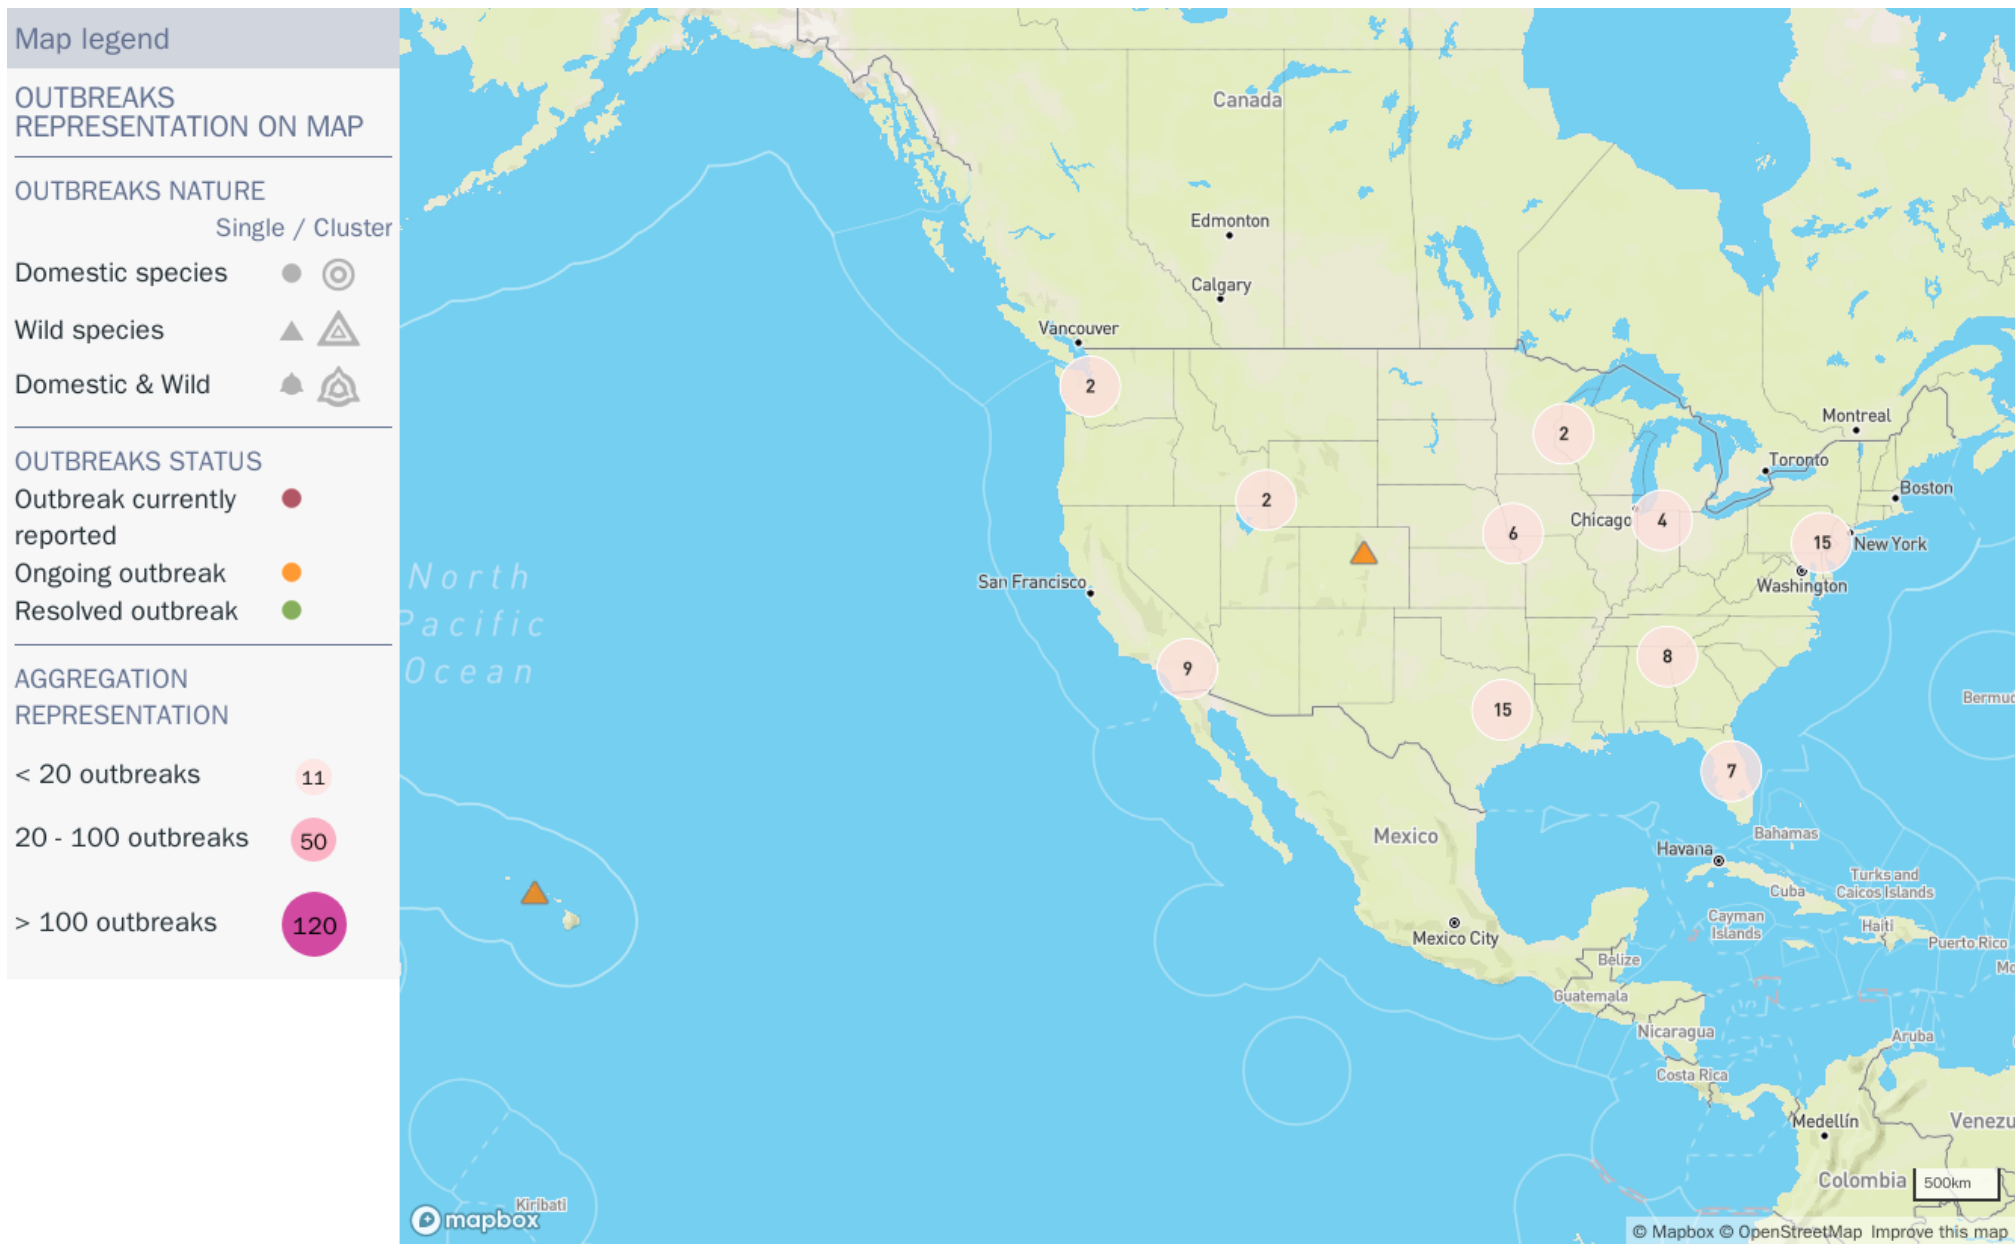 Map legend
OUTBREAKS
REPRESENTATION ON MAP
OUTBREAKS NATURE
Single / Cluster
Domestic species
Wild species
Domestic & Wild
OUTBREAKS STATUS
Outbreak currently
reported
Ongoing outbreak
Resolved outbreak
AGGREGATION
REPRESENTATION
< 20 outbreaks 11
20 - 100 outbreaks 50
> 100 outbreaks 120
Canada
Edmonton
Calgary
Vancouver
2
2
Montreal
Toronto
Boston
2
Chicago
4
6
15
New York
North
Pacific
Ocean
San Francisco
Washington
9
8
15
Bermu
7
Mexico
Bahamas
Havana
Cuba
Turks and
Caicos Islands
Cayman
Islands
Haiti
Puerto Rico
Mexico City
Belize
Mo
Guatemala
Nicaragua
Aruba
Costa Rica
Medellín
Venezu
Colombia
500km
Kiribati
mapbox
© Mapbox © OpenStreetMap Improve this map